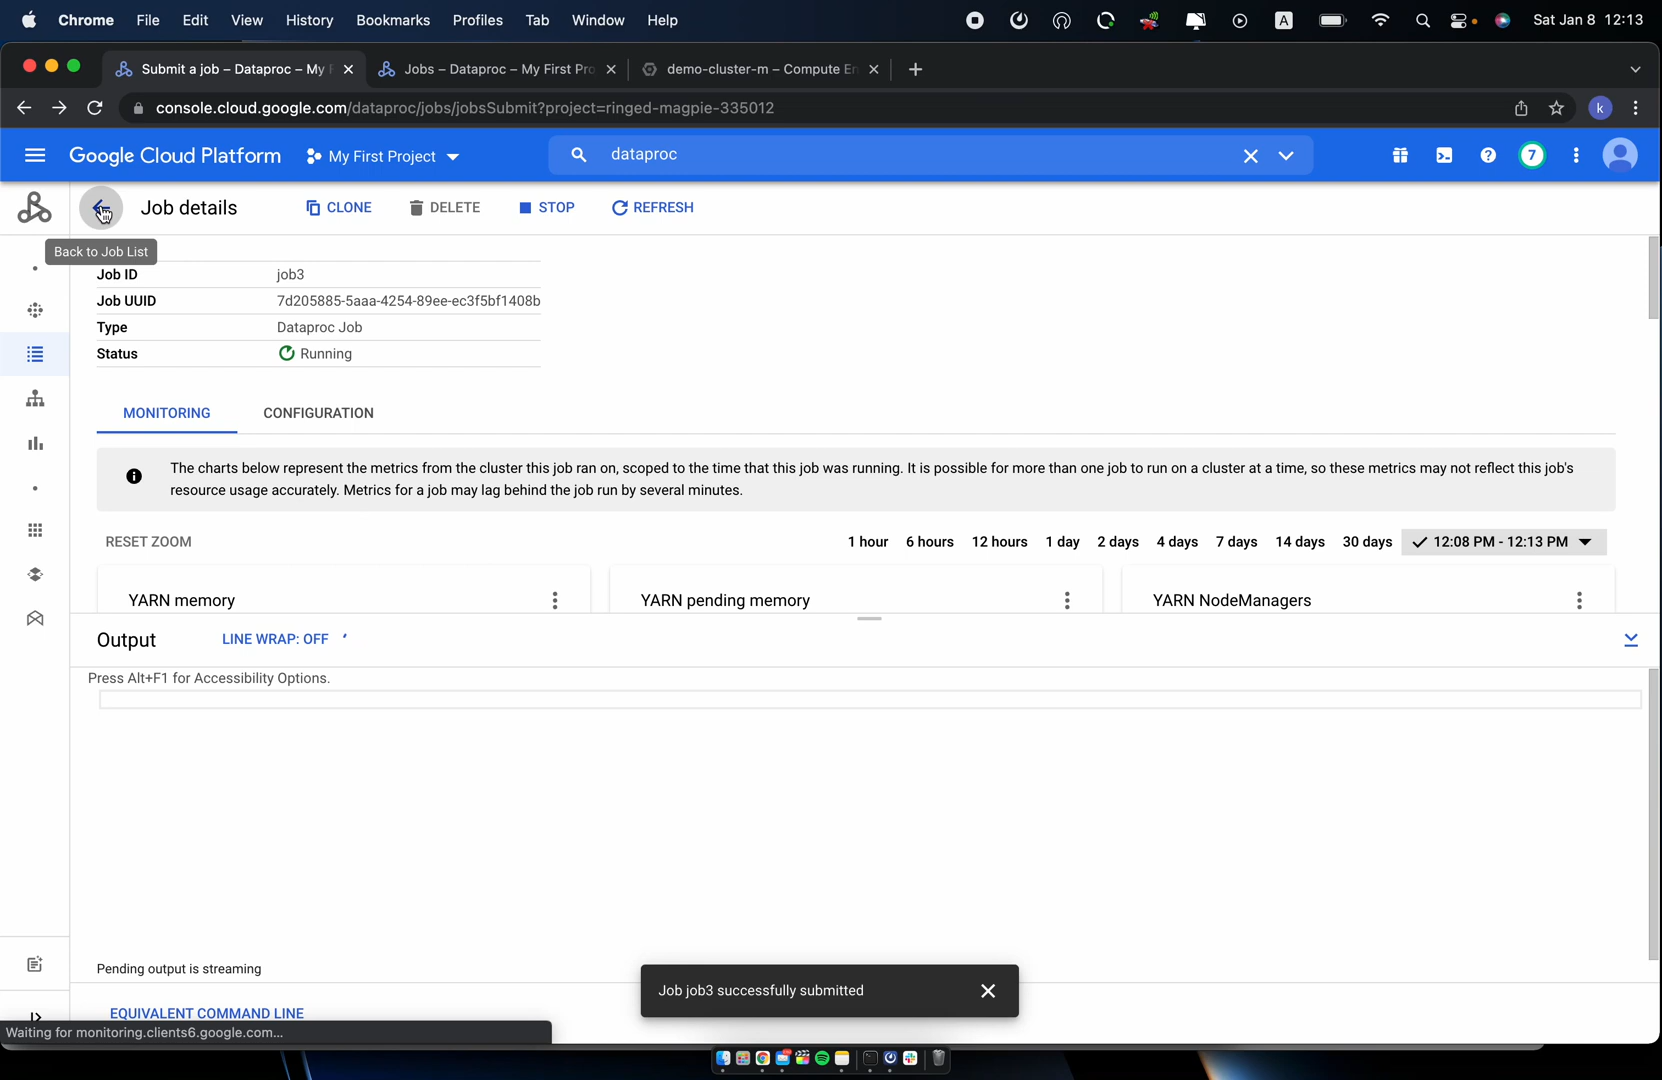 Chrome File Edit View History Bookmarks Profiles Tab Window Help A Sat Jan 8 12:13
Submit a job – Dataproc – My Jobs – Dataproc – My First Pro demo-cluster-m – Compute En
console.cloud.google.com/dataproc/jobs/jobsSubmit?project=ringed-magpie-335012 k
Google Cloud Platform My First Project dataproc 7
Job details CLONE DELETE STOP REFRESH
Back to Job List
Job ID job3
Job UUID 7d205885-5aaa-4254-89ee-ec3f5bf1408b
Type Dataproc Job
Status Running
MONITORING CONFIGURATION
The charts below represent the metrics from the cluster this job ran on, scoped to the time that this job was running. It is possible for more than one job to run on a cluster at a time, so these metrics may not reflect this job's
resource usage accurately. Metrics for a job may lag behind the job run by several minutes.
RESET ZOOM 1 hour 6 hours 12 hours 1 day 2 days 4 days 7 days 14 days 30 days 12:08 PM - 12:13 PM
YARN memory YARN pending memory YARN NodeManagers
Output LINE WRAP: OFF
Press Alt+F1 for Accessibility Options.
Pending output is streaming
Job job3 successfully submitted
EQUIVALENT COMMAND LINE
Waiting for monitoring.clients6.google.com...